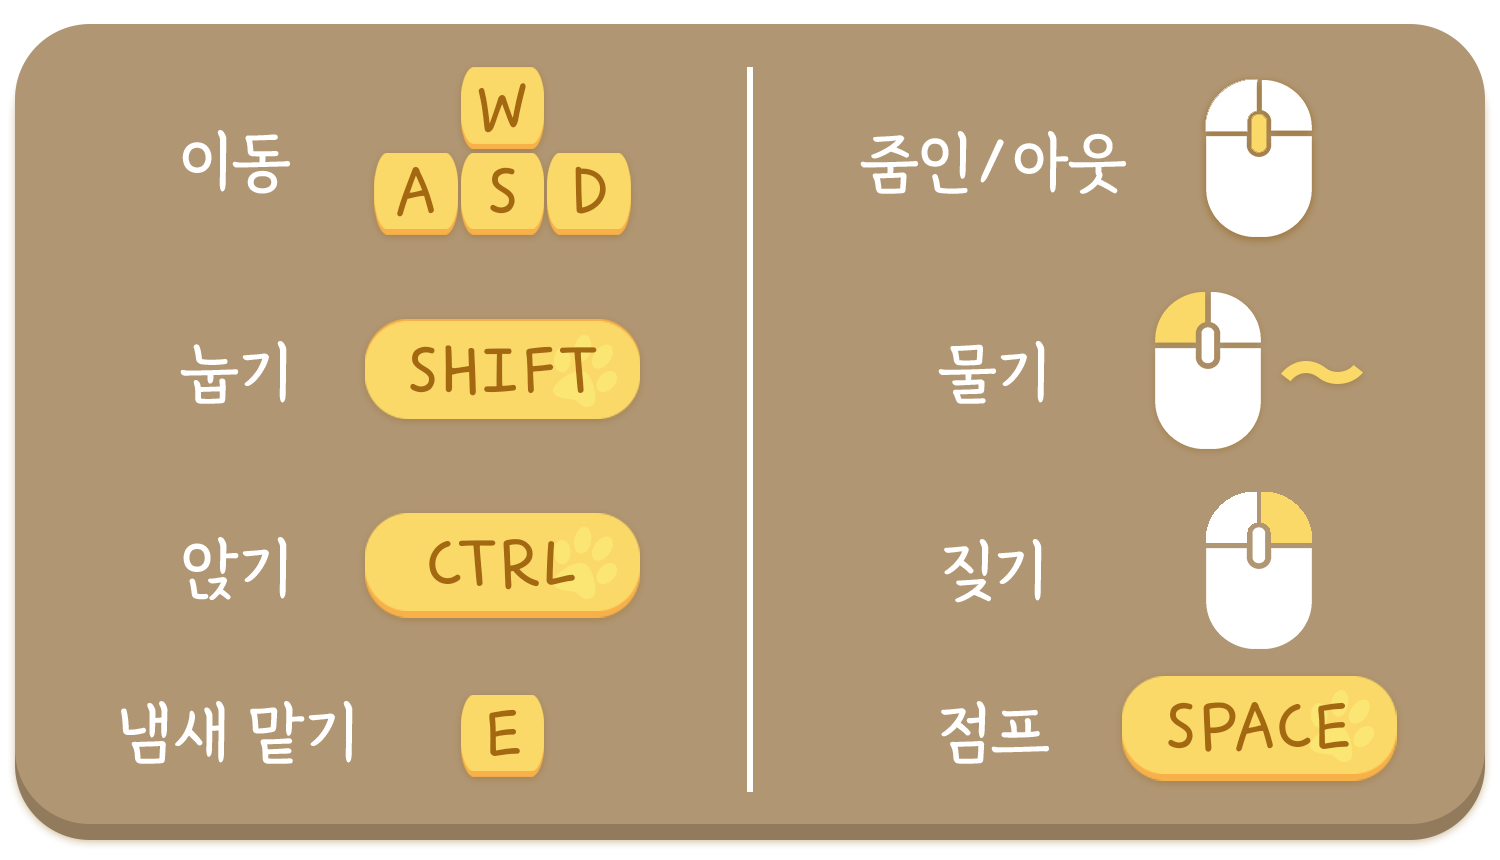 이동
W
A S D
눕기 SHIFT
앉기 CTRL
냄새 맡기 E
줌인/아웃
물기 ~
짖기
점프 SPACE